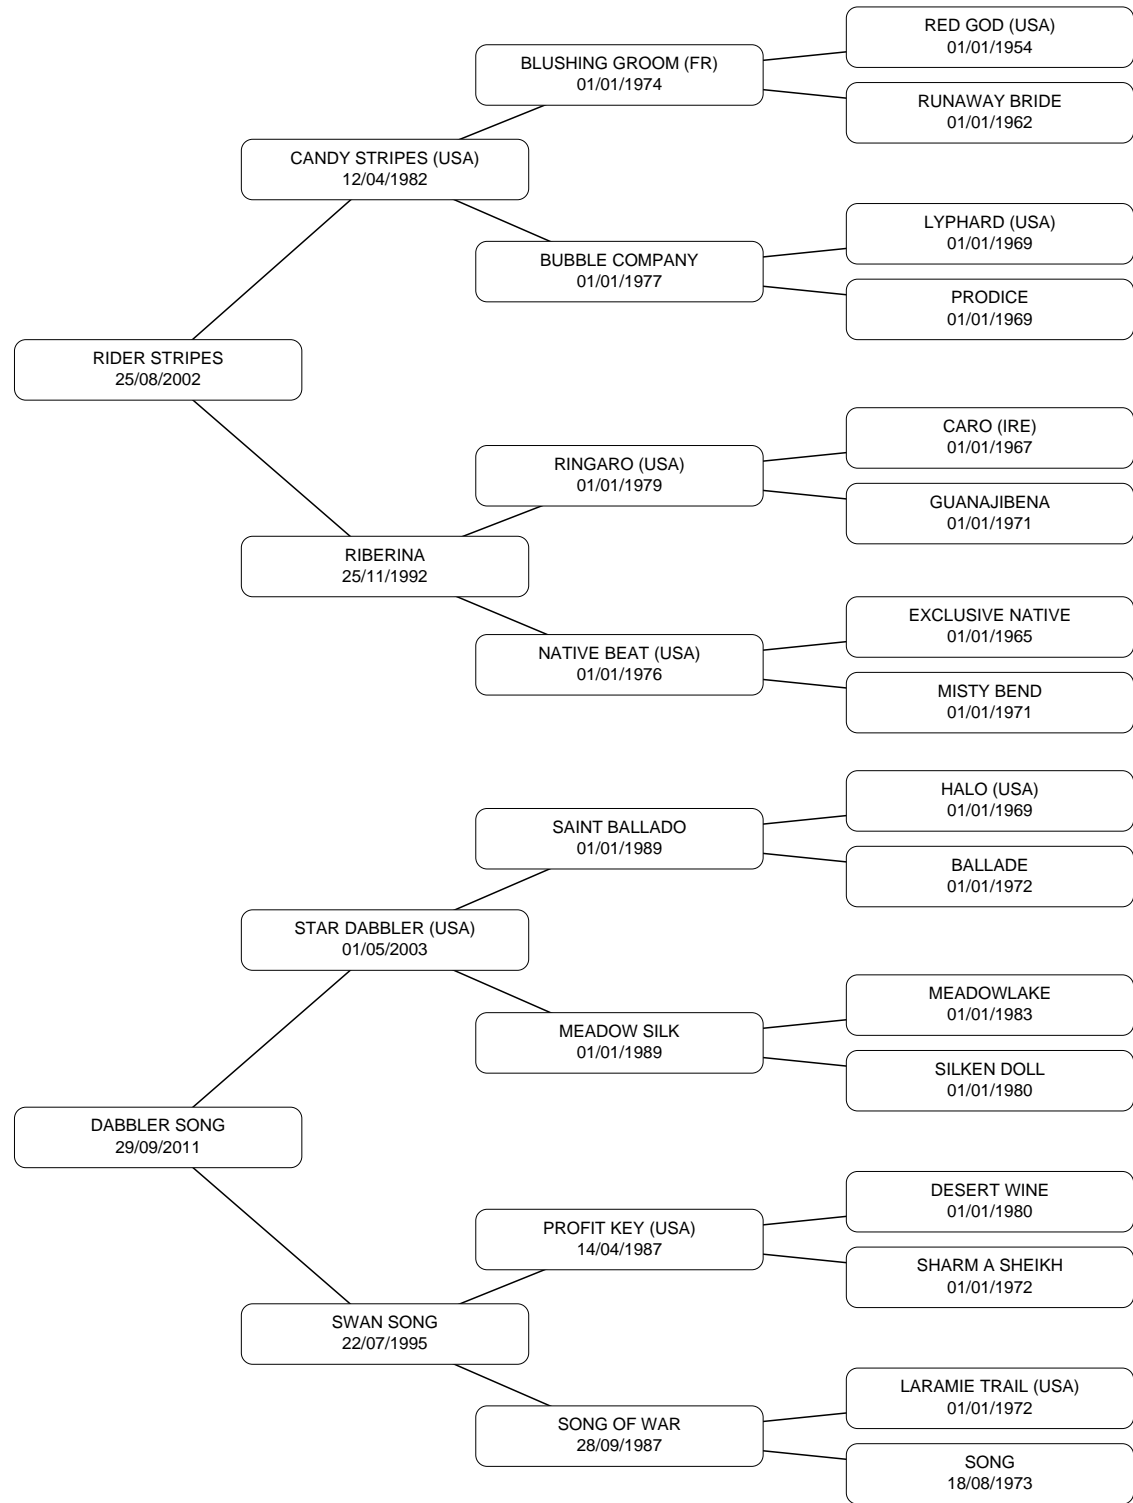 RED GOD (USA)
01/01/1954
BLUSHING GROOM (FR)
01/01/1974
RUNAWAY BRIDE
01/01/1962
CANDY STRIPES (USA)
12/04/1982
LYPHARD (USA)
01/01/1969
BUBBLE COMPANY
01/01/1977
PRODICE
01/01/1969
RIDER STRIPES
25/08/2002
CARO (IRE)
01/01/1967
RINGARO (USA)
01/01/1979
GUANAJIBENA
01/01/1971
RIBERINA
25/11/1992
EXCLUSIVE NATIVE
01/01/1965
NATIVE BEAT (USA)
01/01/1976
MISTY BEND
01/01/1971
HALO (USA)
01/01/1969
SAINT BALLADO
01/01/1989
BALLADE
01/01/1972
STAR DABBLER (USA)
01/05/2003
MEADOWLAKE
01/01/1983
MEADOW SILK
01/01/1989
SILKEN DOLL
01/01/1980
DABBLER SONG
29/09/2011
DESERT WINE
01/01/1980
PROFIT KEY (USA)
14/04/1987
SHARM A SHEIKH
01/01/1972
SWAN SONG
22/07/1995
LARAMIE TRAIL (USA)
01/01/1972
SONG OF WAR
28/09/1987
SONG
18/08/1973